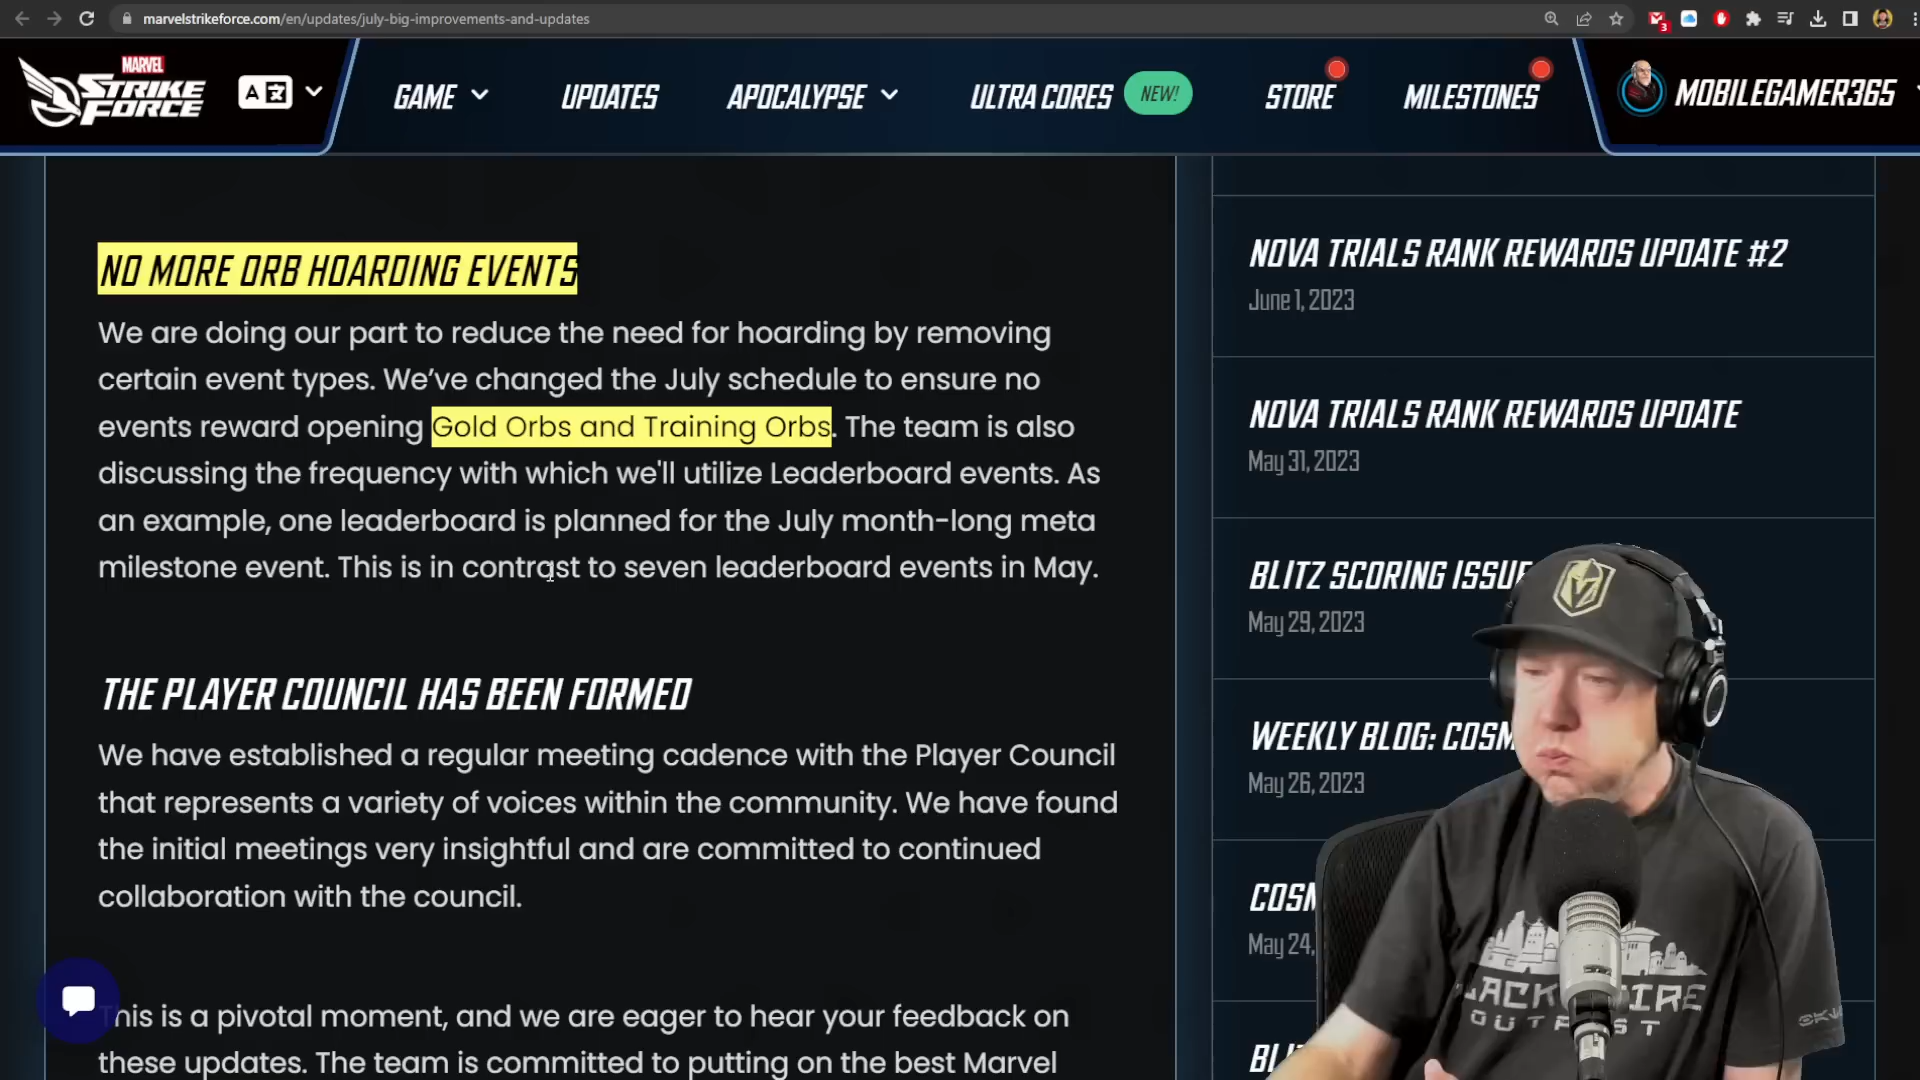 marvelstrikeforce.com/en/updates/july-big-improvements-and-updates
3
MARVEL
STRIKE
FORCE
GAME
UPDATES
APOCALYPSE
ULTRA CORES
NEW!
STORE
MILESTONES
MOBILEGAMER365
NO MORE ORB HOARDING EVENTS
We are doing our part to reduce the need for hoarding by removing
certain event types. We've changed the July schedule to ensure no
events reward opening Gold Orbs and Training Orbs. The team is also
discussing the frequency with which we'll utilize Leaderboard events. As
an example, one leaderboard is planned for the July month-long meta
milestone event. This is in contrast to seven leaderboard events in May.
THE PLAYER COUNCIL HAS BEEN FORMED
We have established a regular meeting cadence with the Player Council
that represents a variety of voices within the community. We have found
the initial meetings very insightful and are committed to continued
collaboration with the council.
This is a pivotal moment, and we are eager to hear your feedback on
these updates. The team is committed to putting on the best Marvel
NOVA TRIALS RANK REWARDS UPDATE #2
June 1, 2023
NOVA TRIALS RANK REWARDS UPDATE
May 31, 2023
BLITZ SCORING ISSUE
May 29, 2023
WEEKLY BLOG: COSM
May 26, 2023
COSM
May 24,
BLI